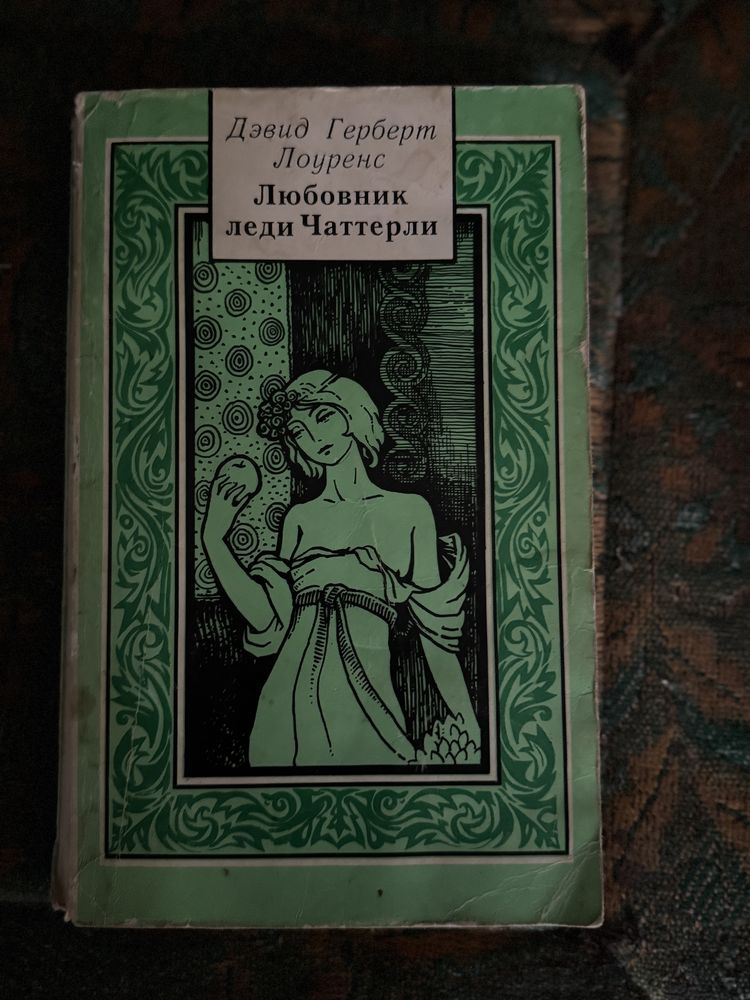 Дэвид Герберт
Лоуренс
Любовник
леди Чаттерли